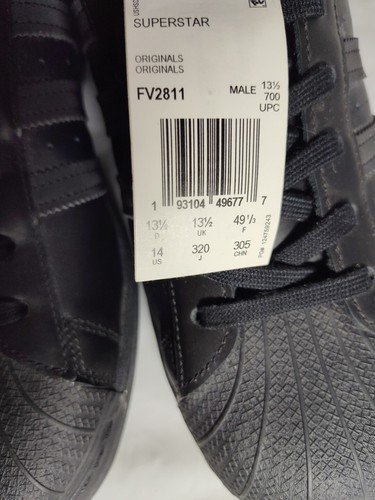 SUPERSTAR
ORIGINALS
ORIGINALS
FV2811 MALE 13½
700
UPC
1 93104 49677 7
13½ 13½ 49⅓
D UK F
14 320 305
US J CHN